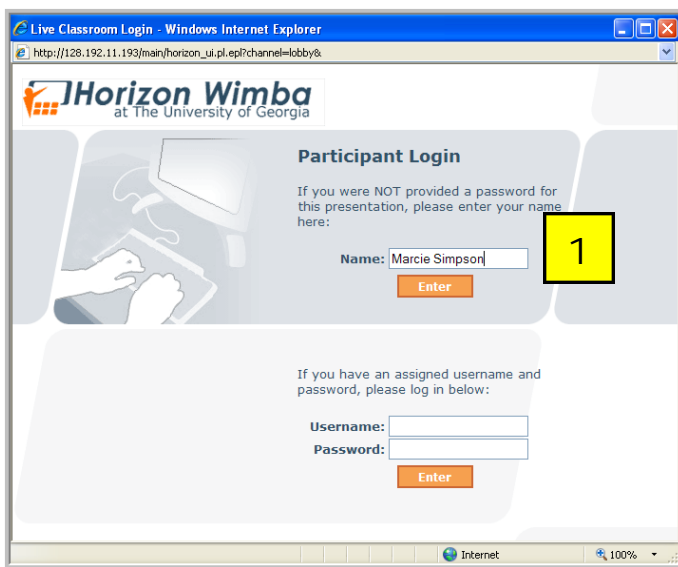 Live Classroom Login - Windows Internet Explorer
http://128.192.11.193/main/horizon_ui.pl.epl?channel=lobby&
Horizon Wimba
at The University of Georgia
Participant Login
If you were NOT provided a password for
this presentation, please enter your name
here:
Name: Marcie Simpson
1
Enter
If you have an assigned username and
password, please log in below:
Username:
Password:
Enter
Internet
100%